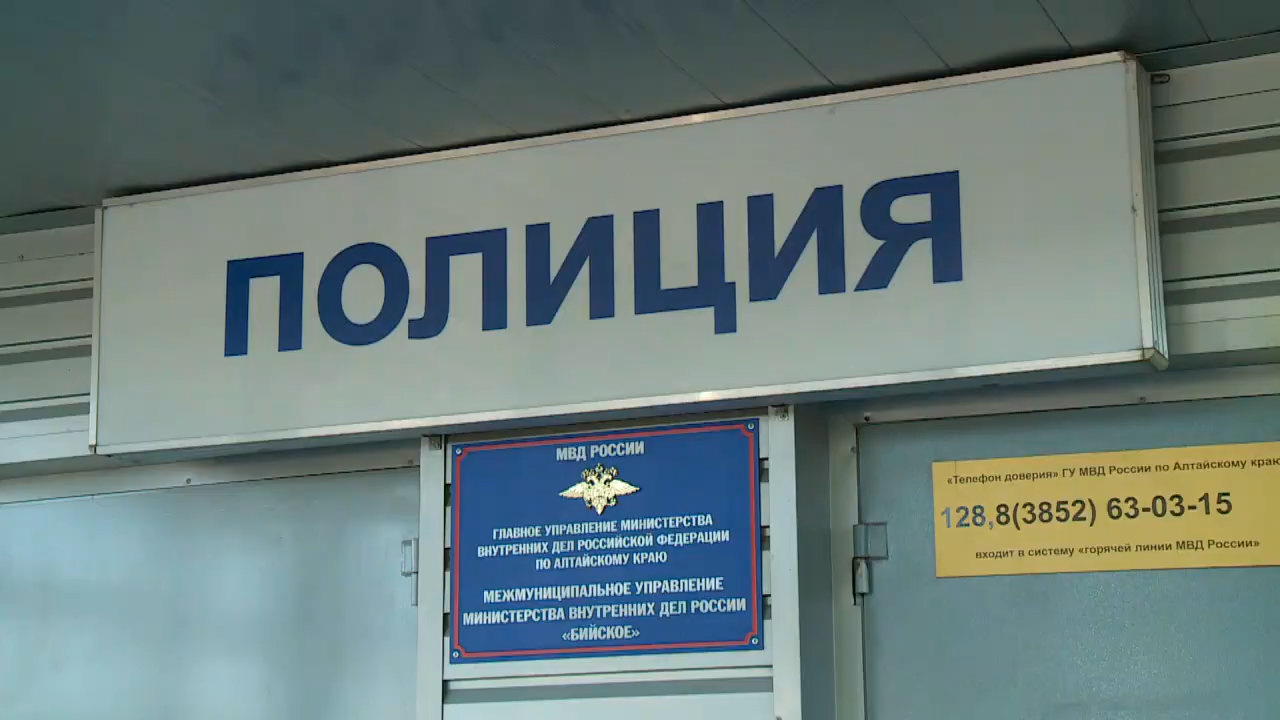 ПОЛИЦИЯ
МВД РОССИИ
ГЛАВНОЕ УПРАВЛЕНИЕ МИНИСТЕРСТВА
ВНУТРЕННИХ ДЕЛ РОССИЙСКОЙ ФЕДЕРАЦИИ
ПО АЛТАЙСКОМУ КРАЮ
МЕЖМУНИЦИПАЛЬНОЕ УПРАВЛЕНИЕ
МИНИСТЕРСТВА ВНУТРЕННИХ ДЕЛ РОССИИ
«БИЙСКОЕ»
«Телефон доверия» ГУ МВД России по Алтайскому краю
128,8(3852) 63-03-15
входит в систему «горячей линии МВД России»